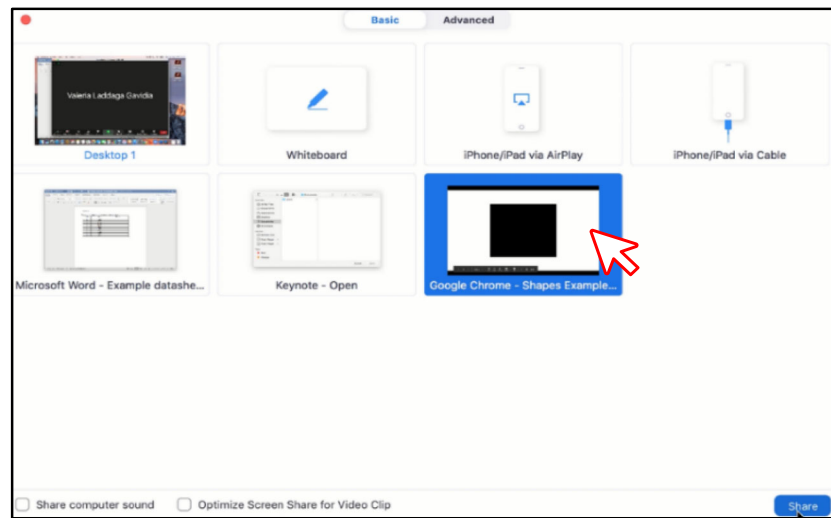 Basic Advanced
Valeria Laddaga Gavidia
Desktop 1
Whiteboard
iPhone/iPad via AirPlay
iPhone/iPad via Cable
Microsoft Word - Example datashe...
Keynote - Open
Google Chrome - Shapes Example...
Share computer sound
Optimize Screen Share for Video Clip
Share